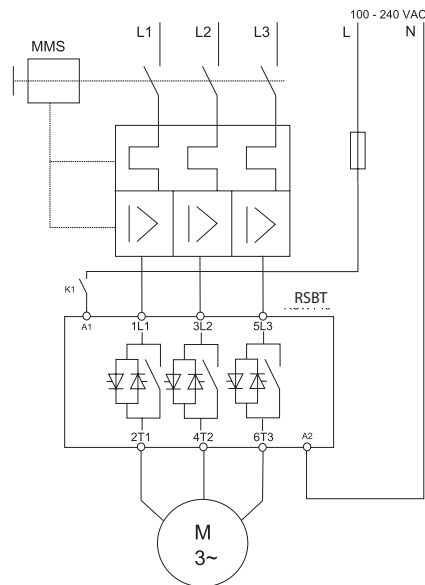 100 - 240 VAC
L1 L2 L3 L N
MMS
K1
RSBT
A1 1L1 3L2 5L3
2T1 4T2 6T3 A2
M
3~